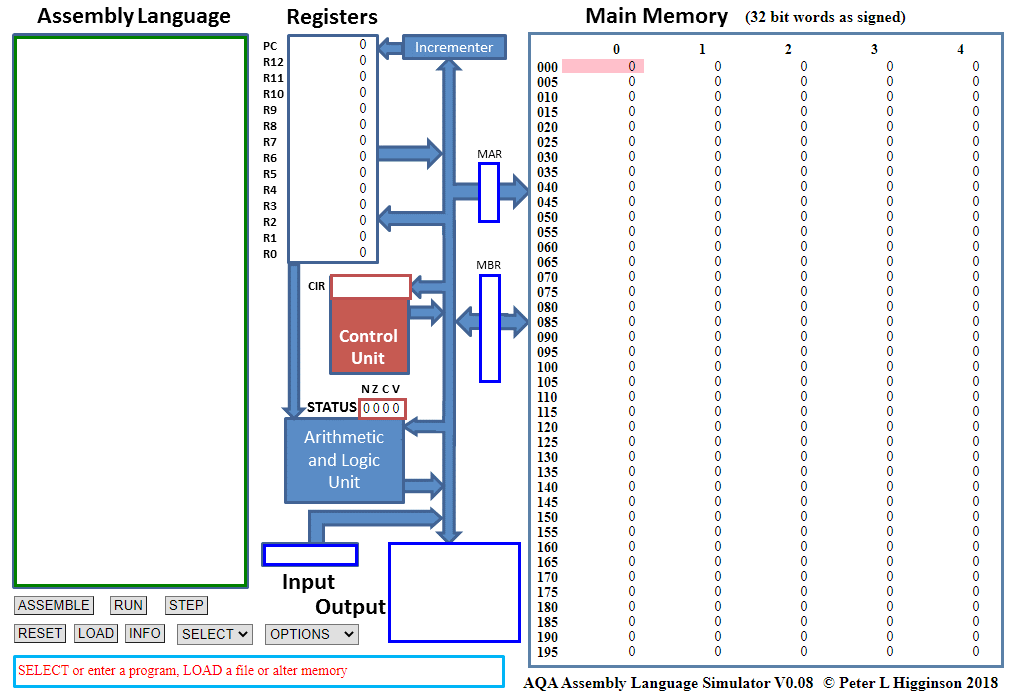 Assembly Language
Registers
Main Memory (32 bit words as signed)
PC 0
R12 0
R11 0
R10 0
R9 0
R8 0
R7 0
R6 0
R5 0
R4 0
R3 0
R2 0
R1 0
R0 0
Incrementer
MAR
MBR
CIR
Control
Unit
N Z C V
STATUS 0 0 0 0
Arithmetic
and Logic
Unit
Input
Output
0 1 2 3 4
000 0 0 0 0 0
005 0 0 0 0 0
010 0 0 0 0 0
015 0 0 0 0 0
020 0 0 0 0 0
025 0 0 0 0 0
030 0 0 0 0 0
035 0 0 0 0 0
040 0 0 0 0 0
045 0 0 0 0 0
050 0 0 0 0 0
055 0 0 0 0 0
060 0 0 0 0 0
065 0 0 0 0 0
070 0 0 0 0 0
075 0 0 0 0 0
080 0 0 0 0 0
085 0 0 0 0 0
090 0 0 0 0 0
095 0 0 0 0 0
100 0 0 0 0 0
105 0 0 0 0 0
110 0 0 0 0 0
115 0 0 0 0 0
120 0 0 0 0 0
125 0 0 0 0 0
130 0 0 0 0 0
135 0 0 0 0 0
140 0 0 0 0 0
145 0 0 0 0 0
150 0 0 0 0 0
155 0 0 0 0 0
160 0 0 0 0 0
165 0 0 0 0 0
170 0 0 0 0 0
175 0 0 0 0 0
180 0 0 0 0 0
185 0 0 0 0 0
190 0 0 0 0 0
195 0 0 0 0 0
ASSEMBLE RUN STEP
RESET LOAD INFO SELECT OPTIONS
SELECT or enter a program, LOAD a file or alter memory
AQA Assembly Language Simulator V0.08 © Peter L Higginson 2018